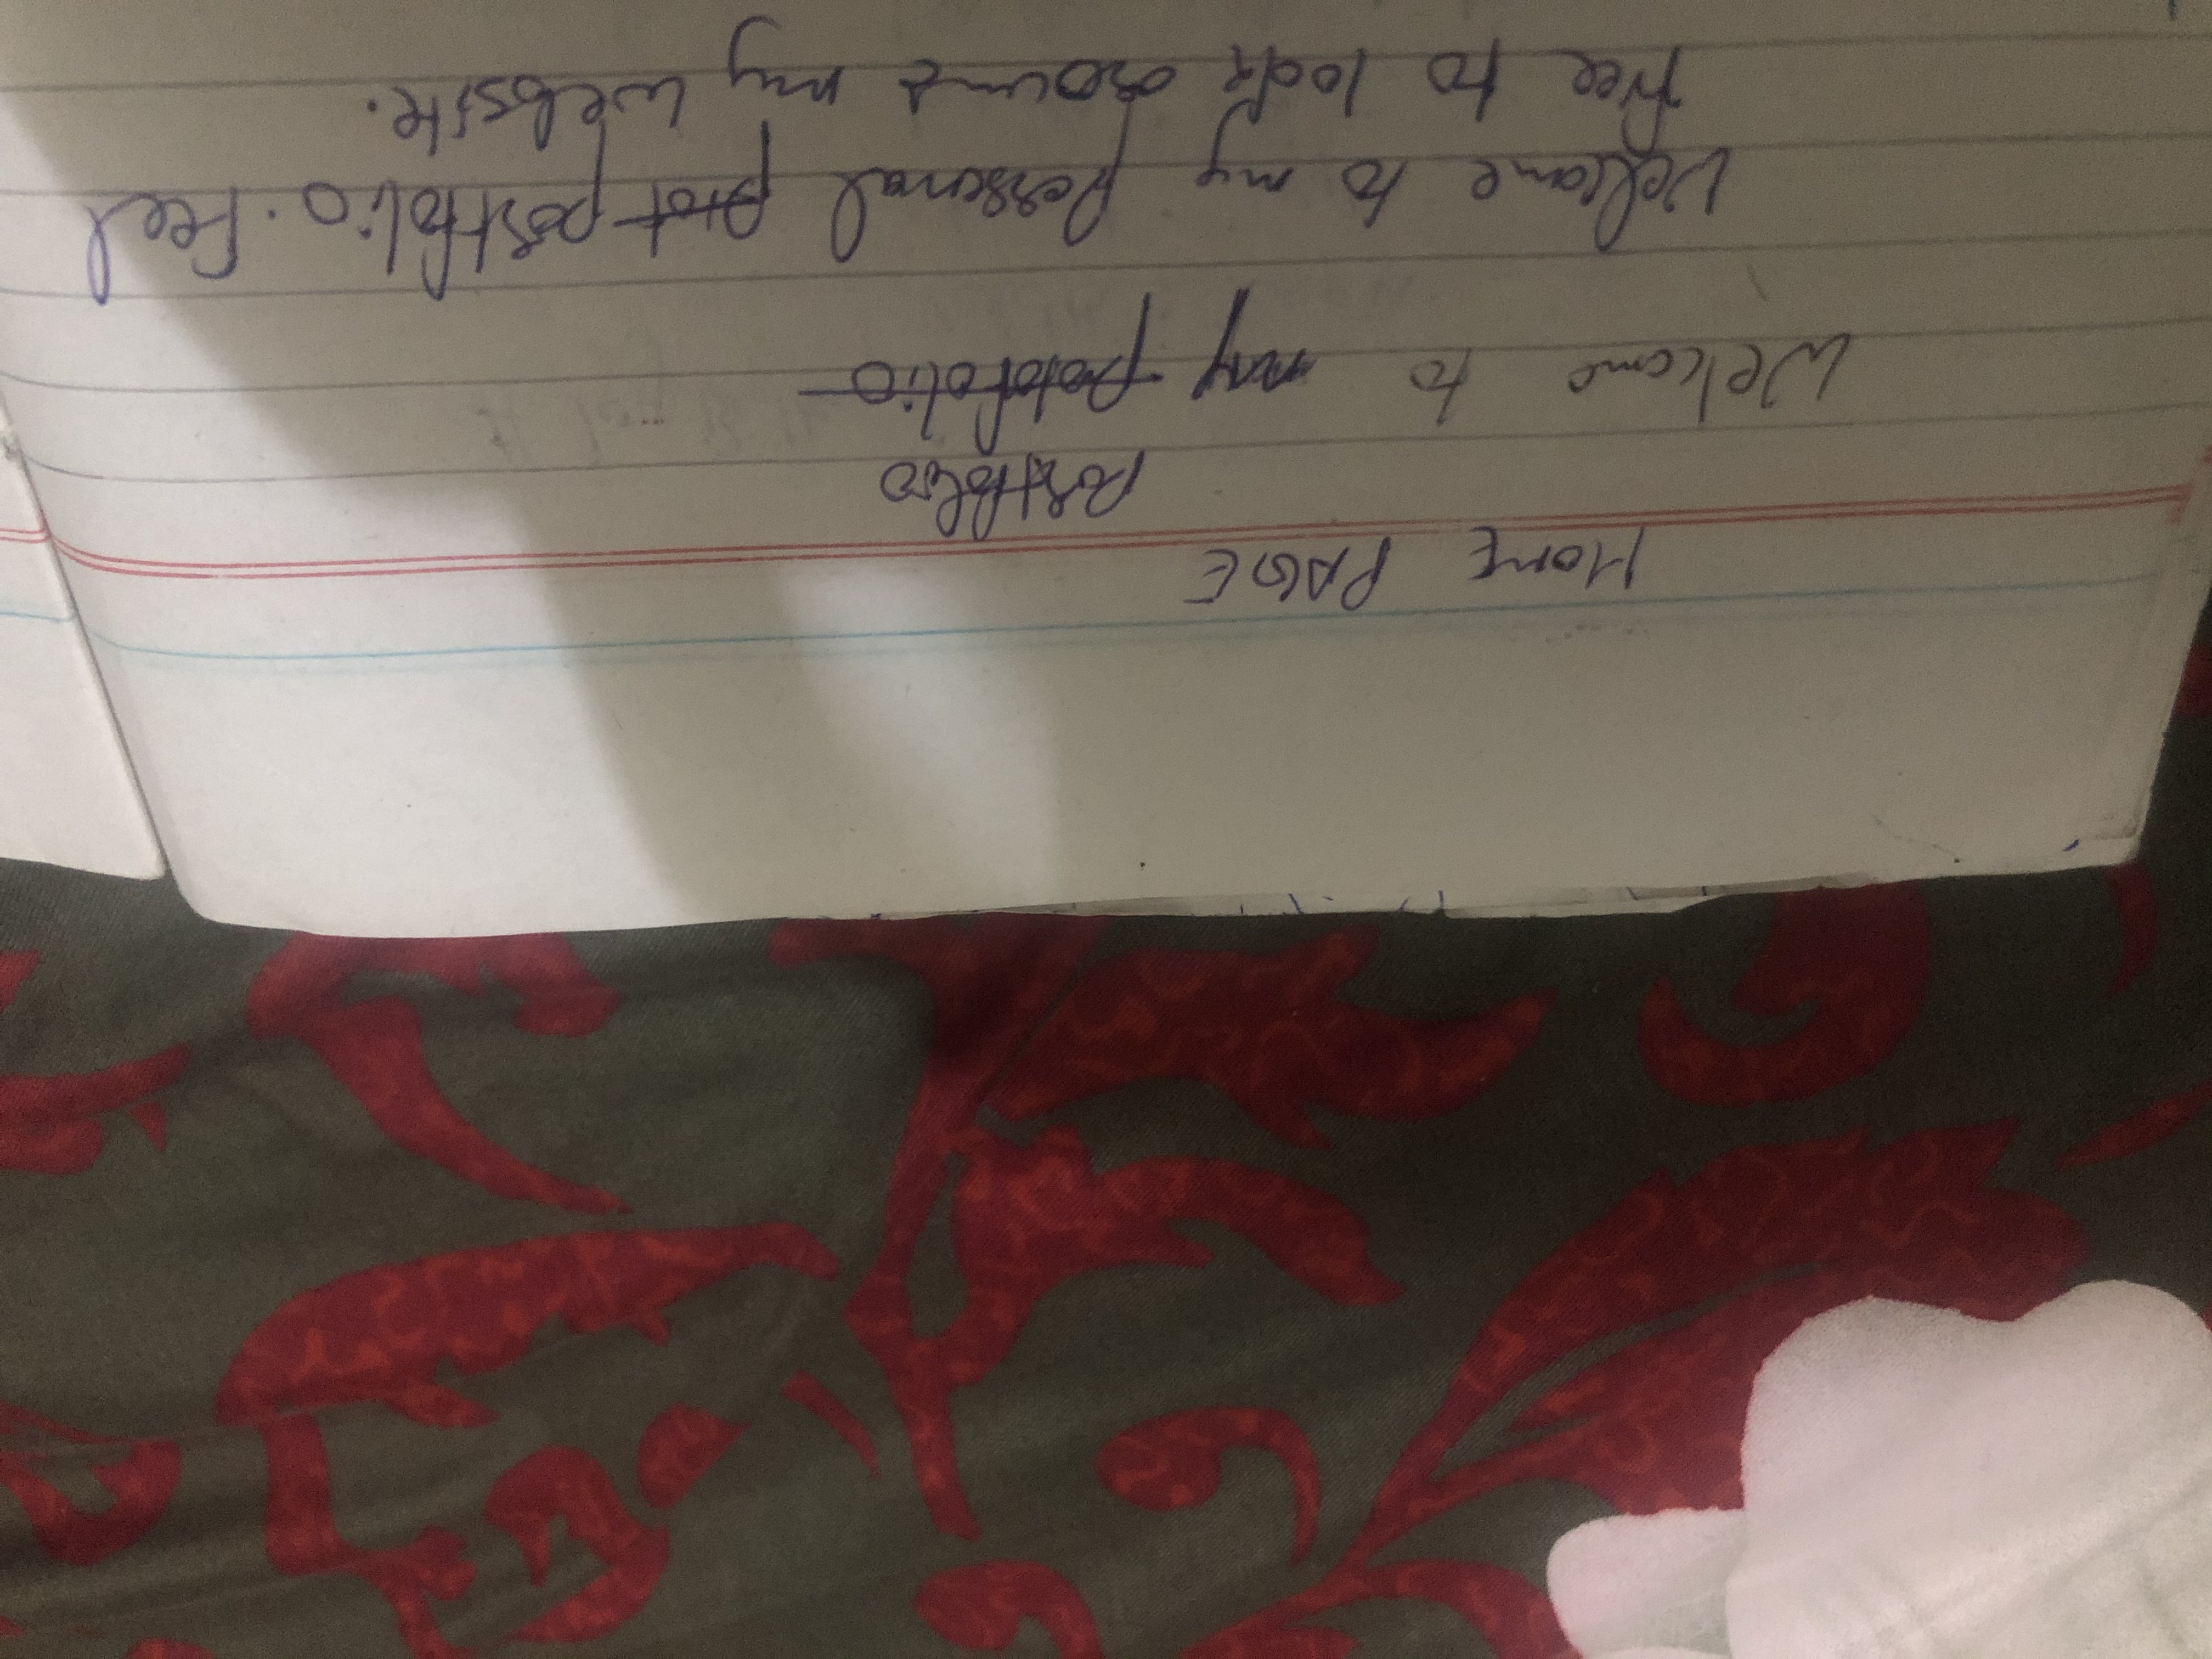 HOME PAGE
Portfolio
Welcome to my potofolio
Welcome to my Personal prot portfolio. feel
free to look around my website.